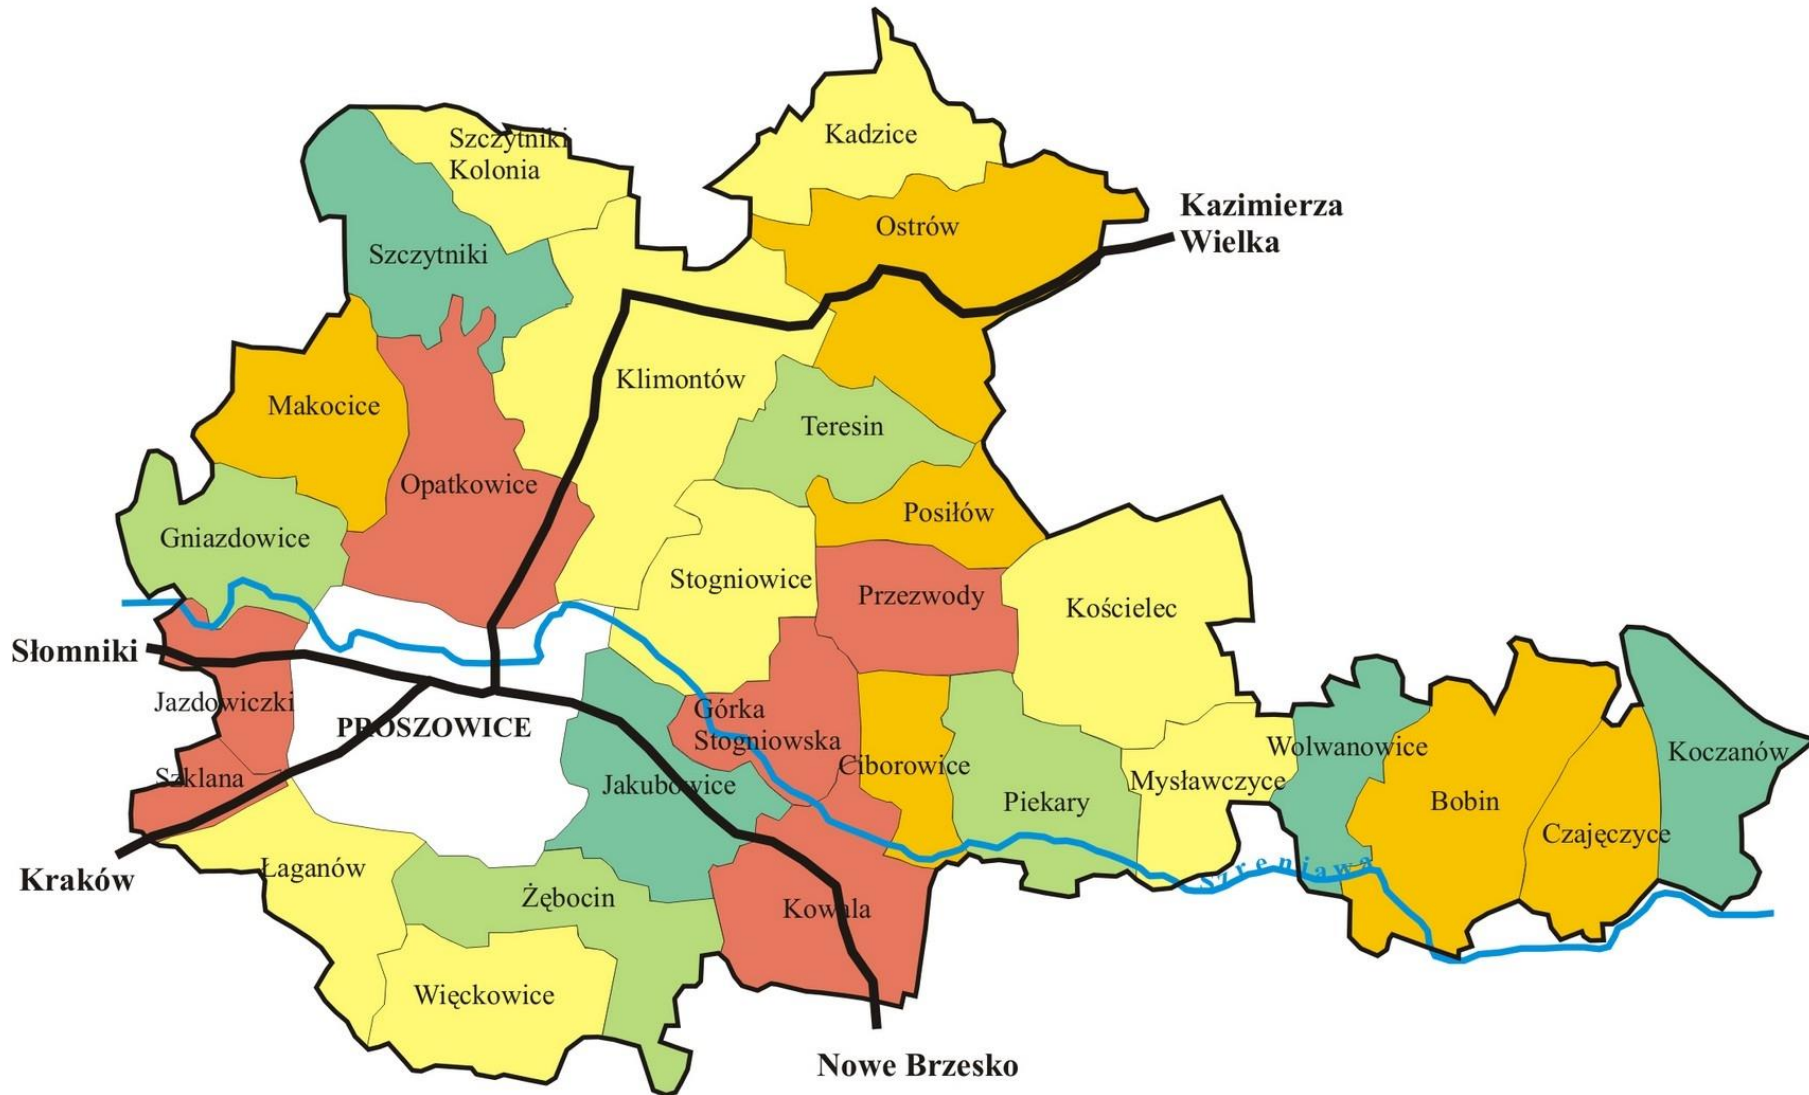 Kadzice
Szczytniki
Kolonia
Kazimierza
Wielka
Ostrów
Szczytniki
Klimontów
Makocice
Teresin
Opatkowice
Posiłów
Gniazdowice
Stogniowice
Przezwody
Kościelec
Słomniki
Jazdowiczki
PROSZOWICE
Górka
Stogniowska
Wolwanowice
Koczanów
Szklana
Jakubowice
Ciborowice
Mysławczyce
Piekary
Bobin
Czajęczyce
Kraków
Łaganów
Szreniawa
Żębocin
Kowala
Więckowice
Nowe Brzesko